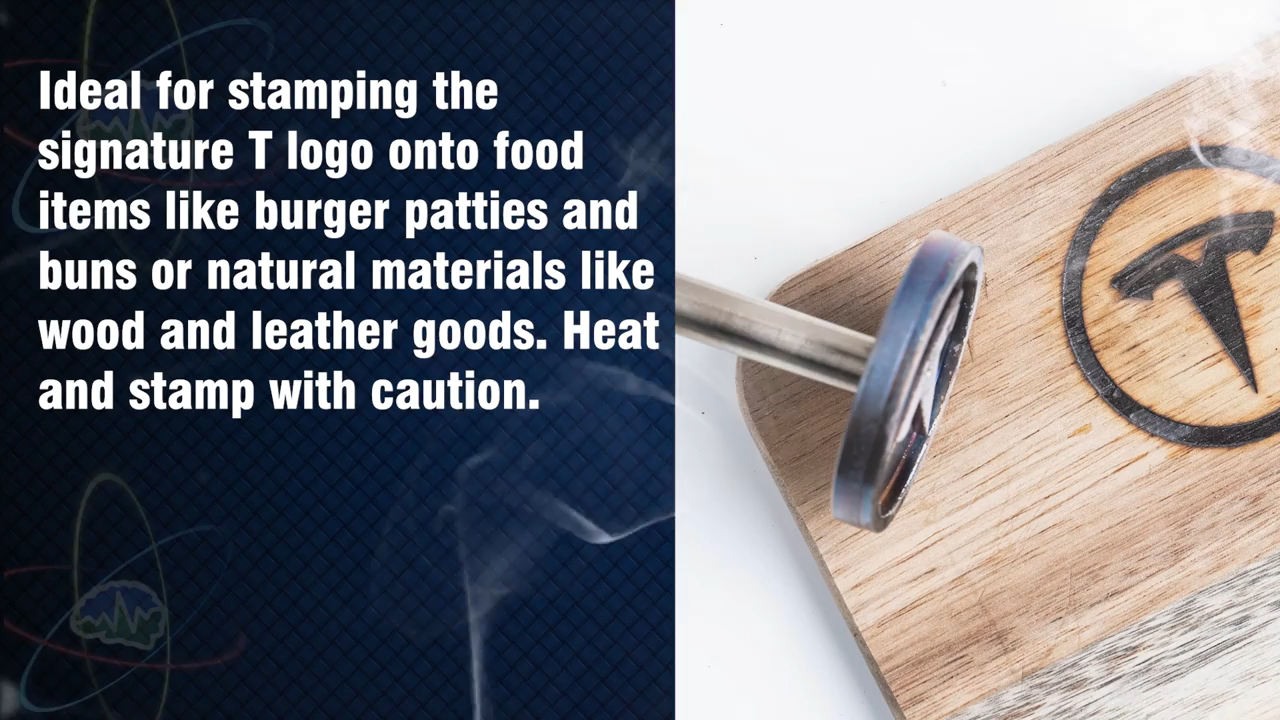 Ideal for stamping the
signature T logo onto food
items like burger patties and
buns or natural materials like
wood and leather goods. Heat
and stamp with caution.